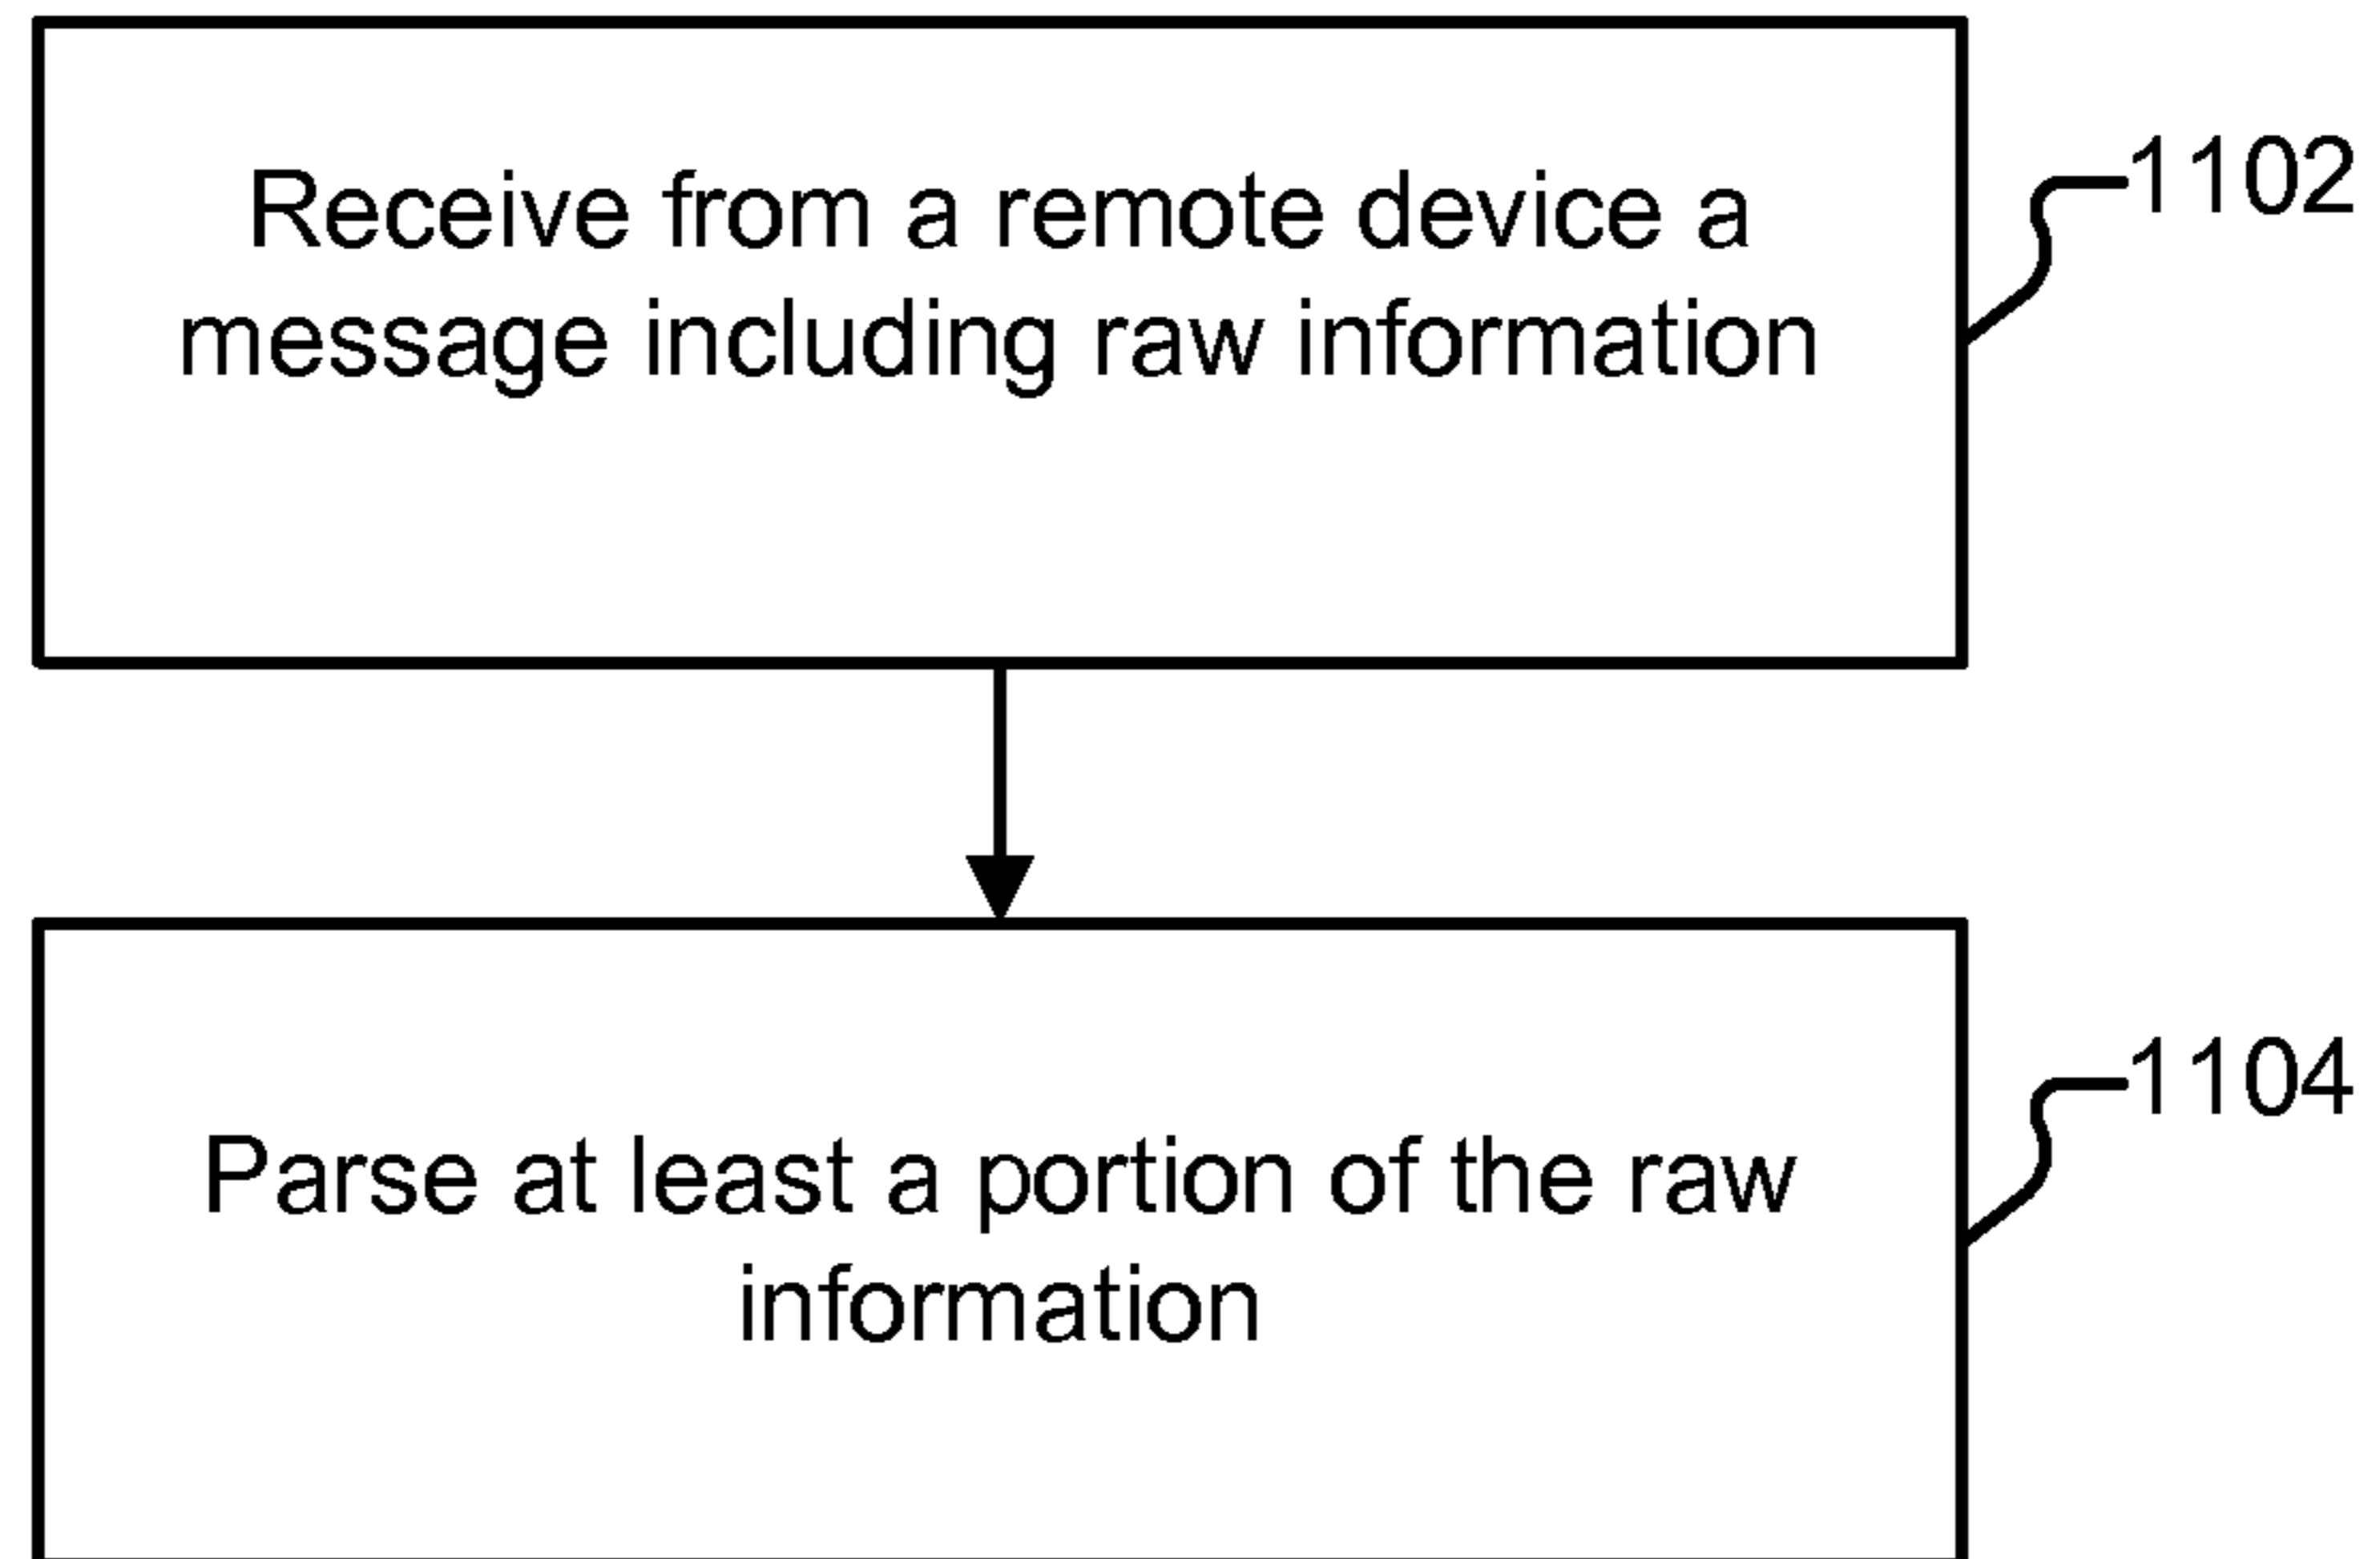 Receive from a remote device a
message including raw information
1102
Parse at least a portion of the raw
information
1104